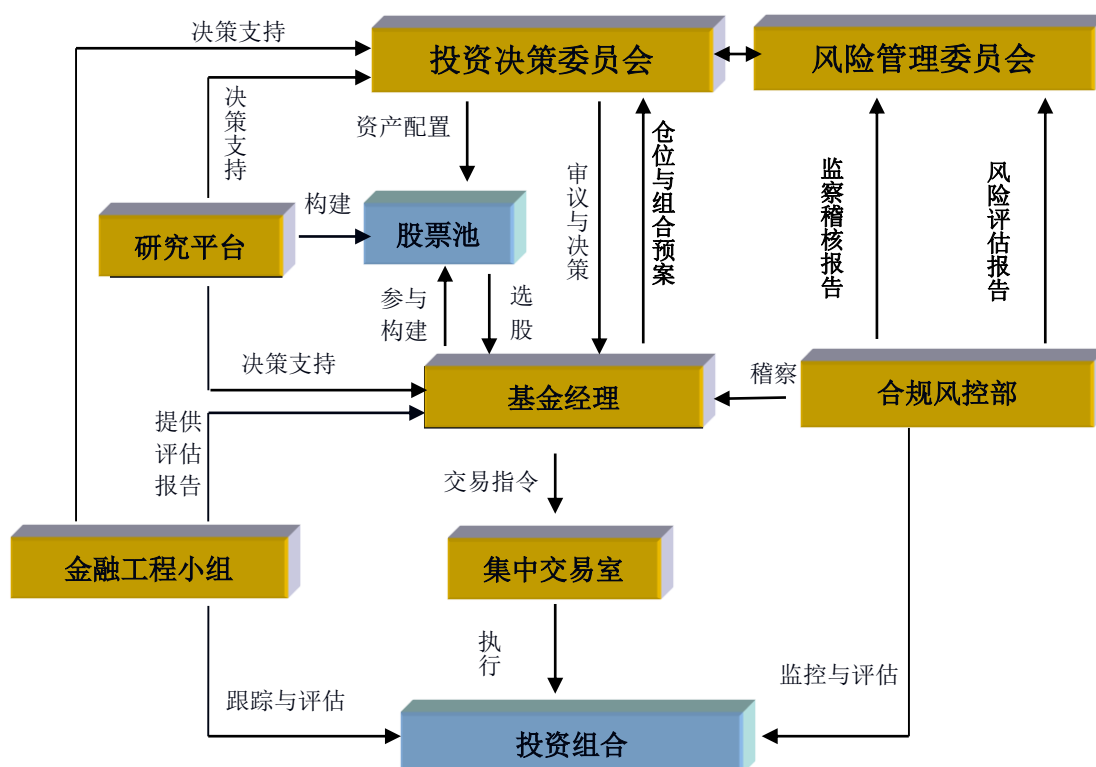 决策支持
投资决策委员会
风险管理委员会
决策支持
资产配置
审议与决策
仓位与组合预案
监察稽核报告
风险评估报告
研究平台
构建
股票池
参与
构建
选股
决策支持
基金经理
稽察
合规风控部
提供
评估
报告
交易指令
金融工程小组
集中交易室
执行
跟踪与评估
监控与评估
投资组合